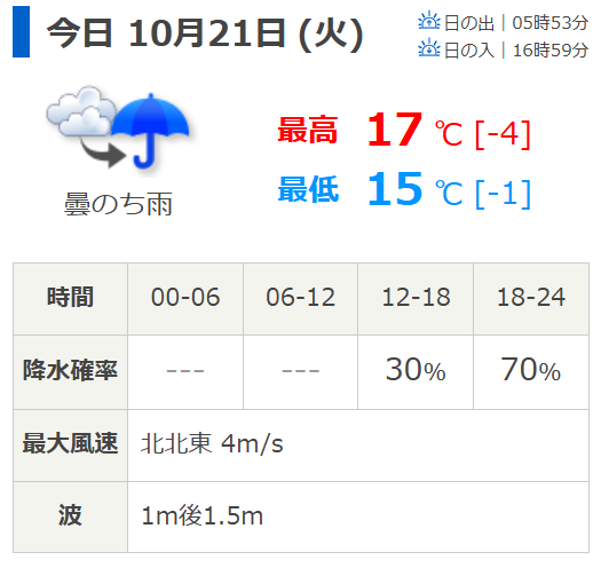 今日 10月21日 (火)
日の出｜05時53分
日の入｜16時59分
曇のち雨
最高 17 ℃ [-4]
最低 15 ℃ [-1]
時間 00-06 06-12 12-18 18-24
降水確率 --- --- 30% 70%
最大風速 北北東 4m/s
波 1m後1.5m